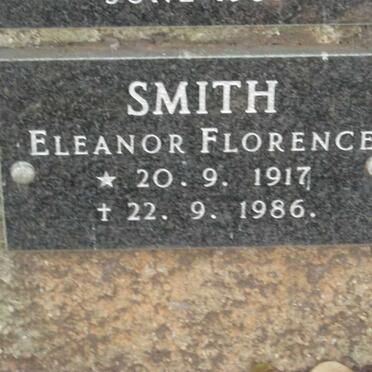 SMITH
ELEANOR FLORENCE
★ 20. 9. 1917
† 22. 9. 1986.